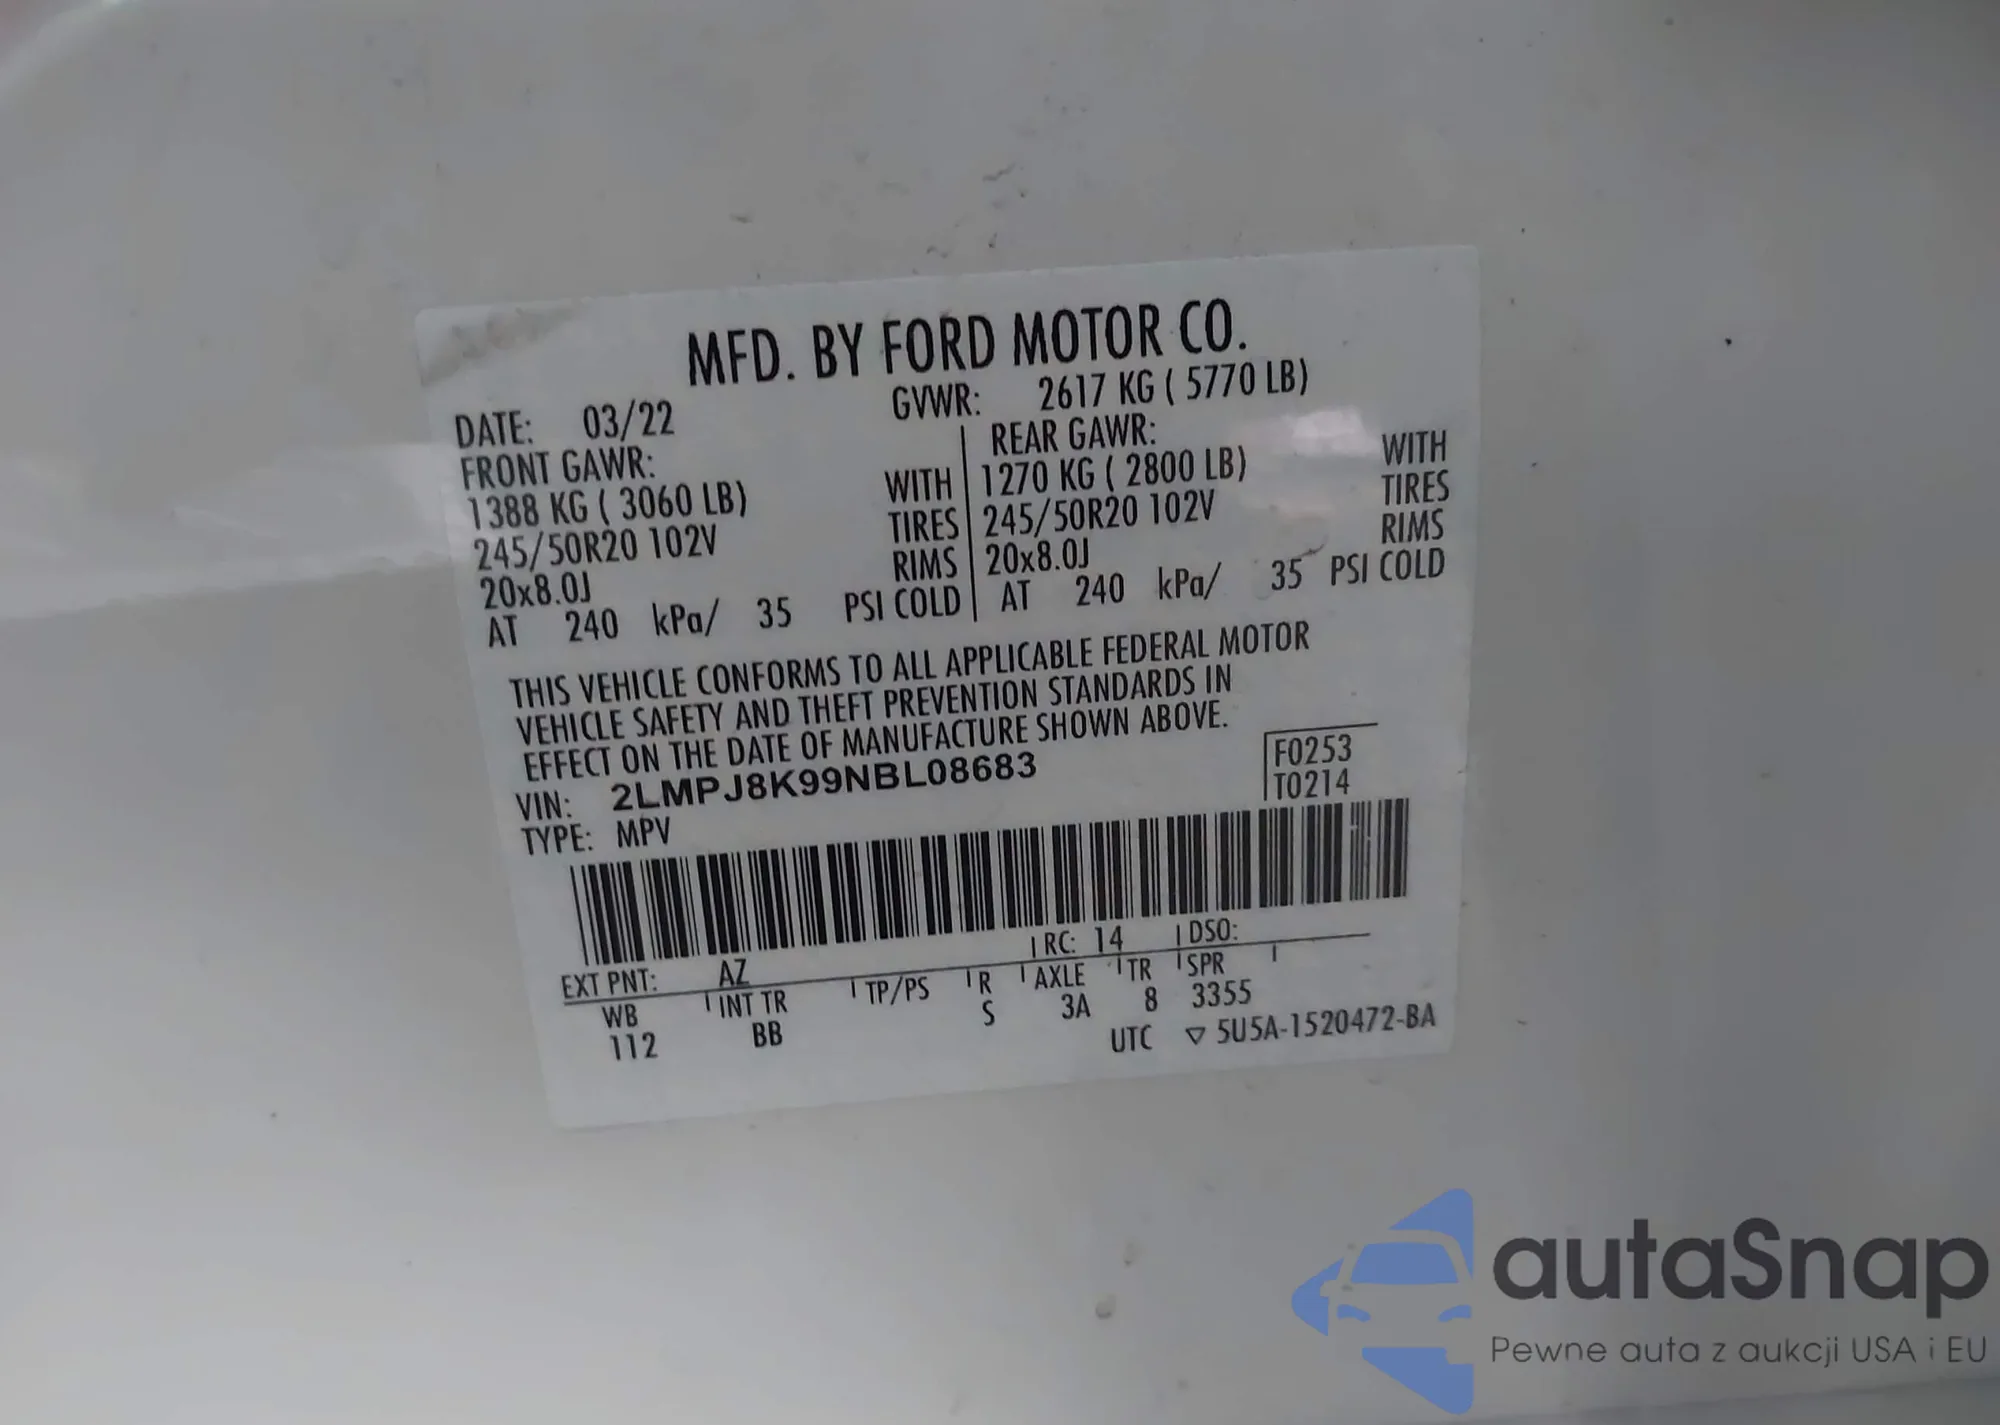 MFD. BY FORD MOTOR CO.
DATE: 03/22 GVWR: 2617 KG ( 5770 LB)
FRONT GAWR: REAR GAWR:
1388 KG ( 3060 LB) WITH 1270 KG ( 2800 LB) WITH
245/50R20 102V TIRES 245/50R20 102V TIRES
20x8.0J RIMS 20x8.0J RIMS
AT 240 kPa/ 35 PSI COLD AT 240 kPa/ 35 PSI COLD
THIS VEHICLE CONFORMS TO ALL APPLICABLE FEDERAL MOTOR
VEHICLE SAFETY AND THEFT PREVENTION STANDARDS IN
EFFECT ON THE DATE OF MANUFACTURE SHOWN ABOVE.
VIN: 2LMPJ8K99NBL08683 F0253
TYPE: MPV T0214
EXT PNT: AZ RC: 14 DSO:
WB INT TR TP/PS R AXLE TR SPR
112 BB S 3A 8 3355
UTC ▽ 5U5A-1520472-BA
autaSnap
Pewne auta z aukcji USA i EU